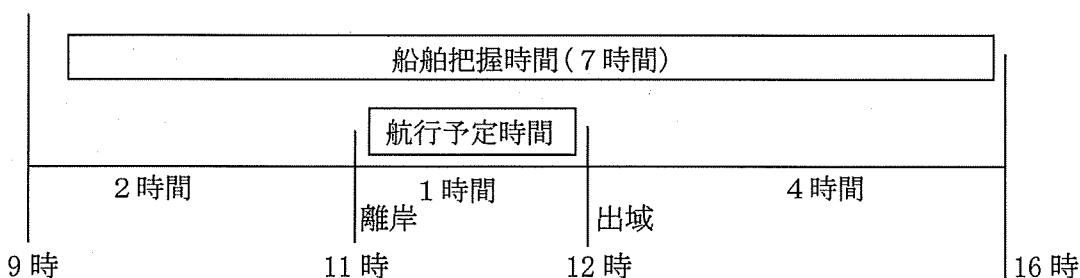 船舶把握時間(7時間)
航行予定時間
2時間 1時間 4時間
離岸 出域
9時 11時 12時 16時